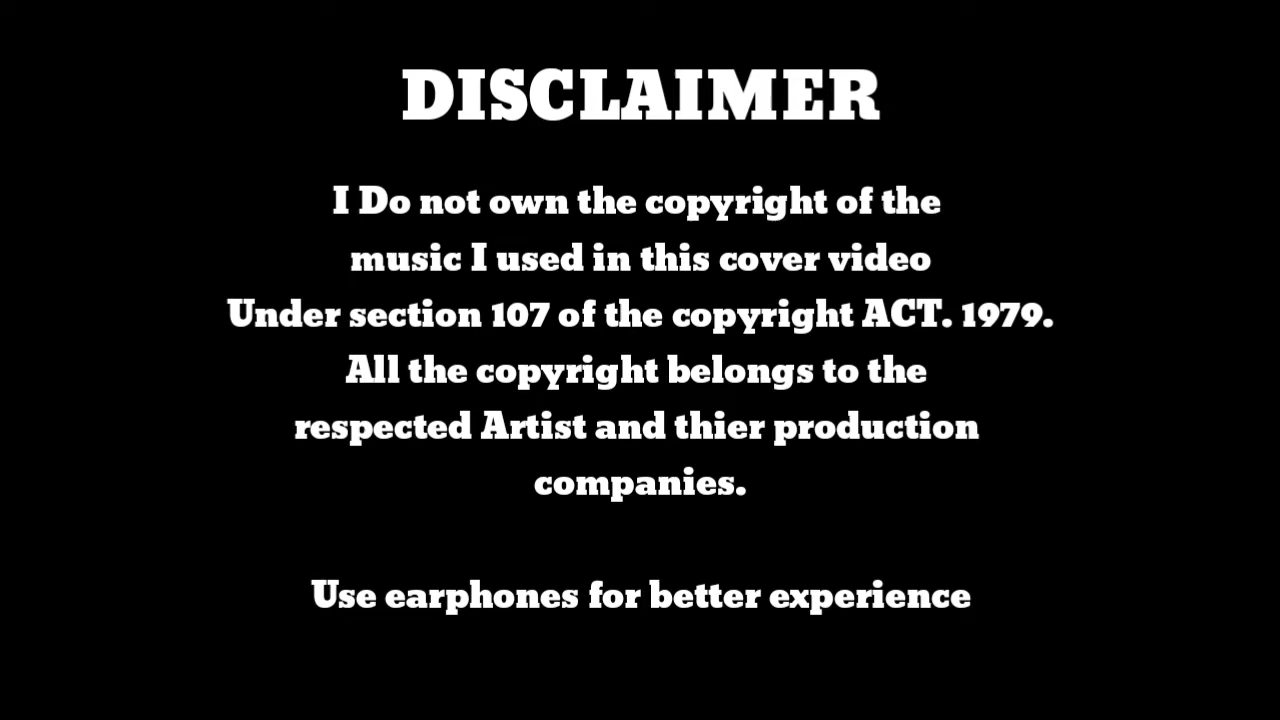 DISCLAIMER
I Do not own the copyright of the
music I used in this cover video
Under section 107 of the copyright ACT. 1979.
All the copyright belongs to the
respected Artist and thier production
companies.
Use earphones for better experience